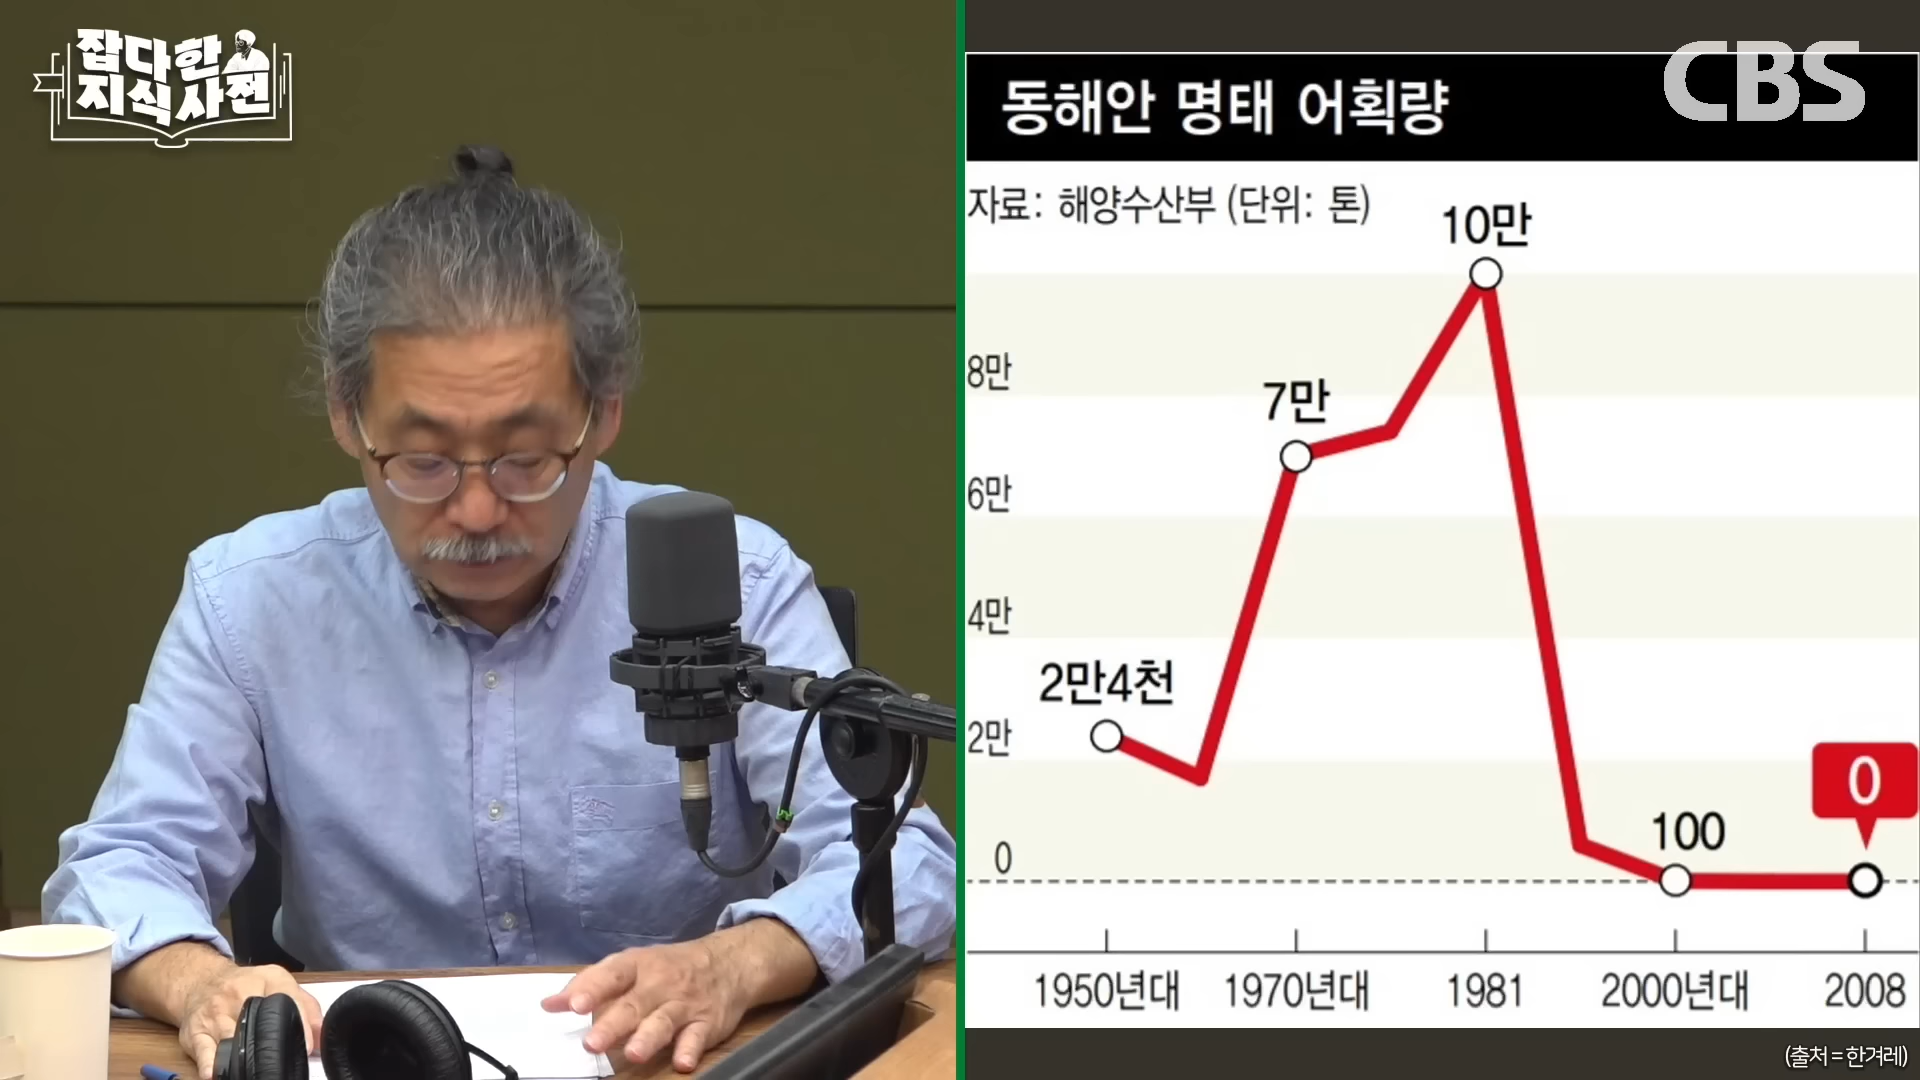 잡다한
지식사전
CBS
동해안 명태 어획량
자료: 해양수산부 (단위: 톤)
10만
8만
7만
6만
4만
2만4천
2만
0
100
0
1950년대 1970년대 1981 2000년대 2008
(출처 = 한겨레)